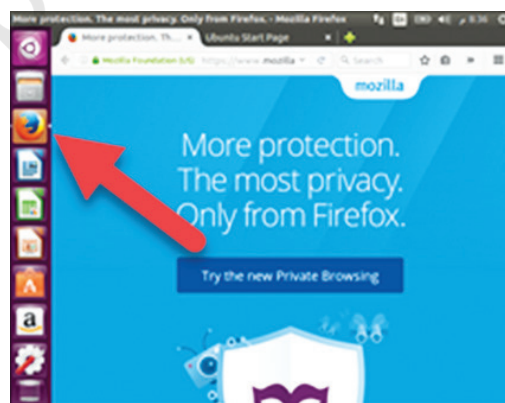 More protection. The most privacy. Only from Firefox. - Mozilla Firefox
More protection. Th...
Ubuntu Start Page
Mozilla Foundation (US) https://www.mozilla
Search
mozilla
More protection.
The most privacy.
Only from Firefox.
Try the new Private Browsing
a